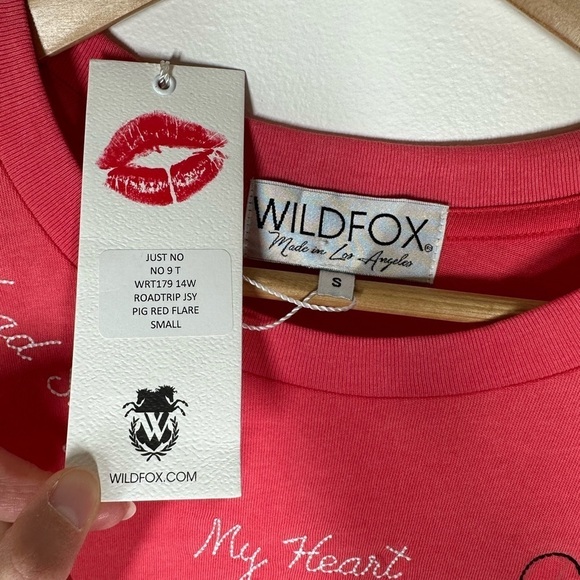 JUST NO
NO 9 T
WRT179 14W
ROADTRIP JSY
PIG RED FLARE
SMALL
W
WILDFOX.COM
WILDFOX®
Made in Los Angeles
S
My Heart